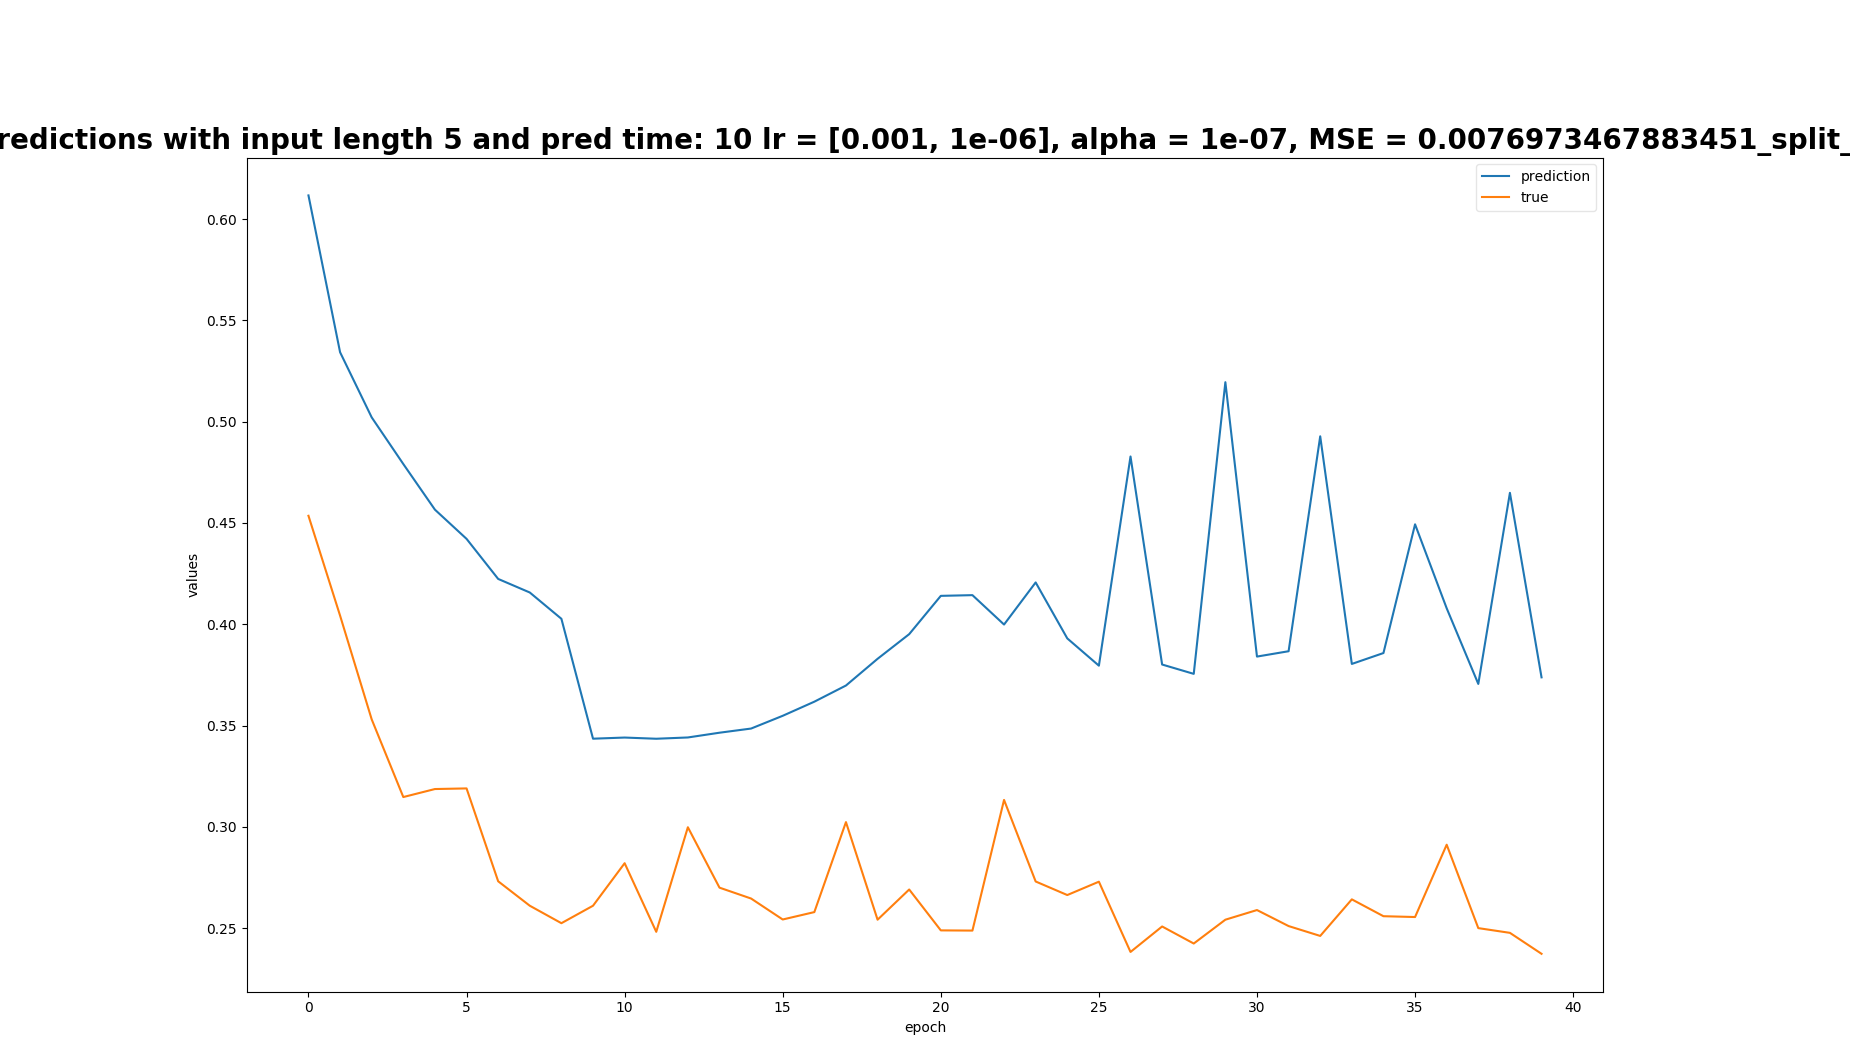 redictions with input length 5 and pred time: 10 lr = [0.001, 1e-06], alpha = 1e-07, MSE = 0.0076973467883451_split_
prediction
true
0.60
0.55
0.50
0.45
0.40
0.35
0.30
0.25
values
0 5 10 15 20 25 30 35 40
epoch